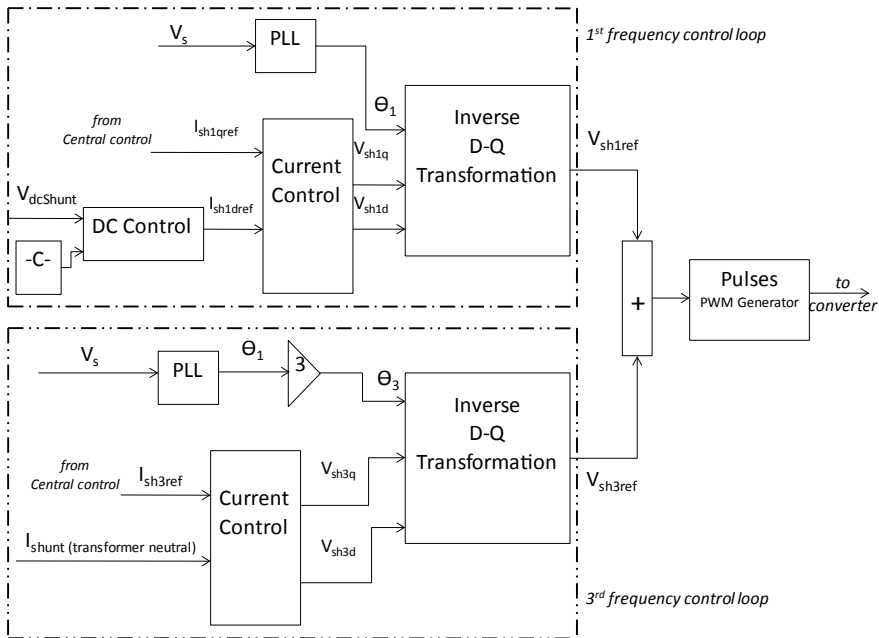 1st frequency control loop
Vs
PLL
ϴ1
from
Central control
Ish1qref
Current
Control
Vsh1q
Vsh1d
Inverse
D-Q
Transformation
Vsh1ref
VdcShunt
-C-
DC Control
Ish1dref
+
Pulses
PWM Generator
to
converter
Vs
PLL
ϴ1
3
ϴ3
Inverse
D-Q
Transformation
Vsh3ref
from
Central control
Ish3ref
Ishunt (transformer neutral)
Current
Control
Vsh3q
Vsh3d
3rd frequency control loop